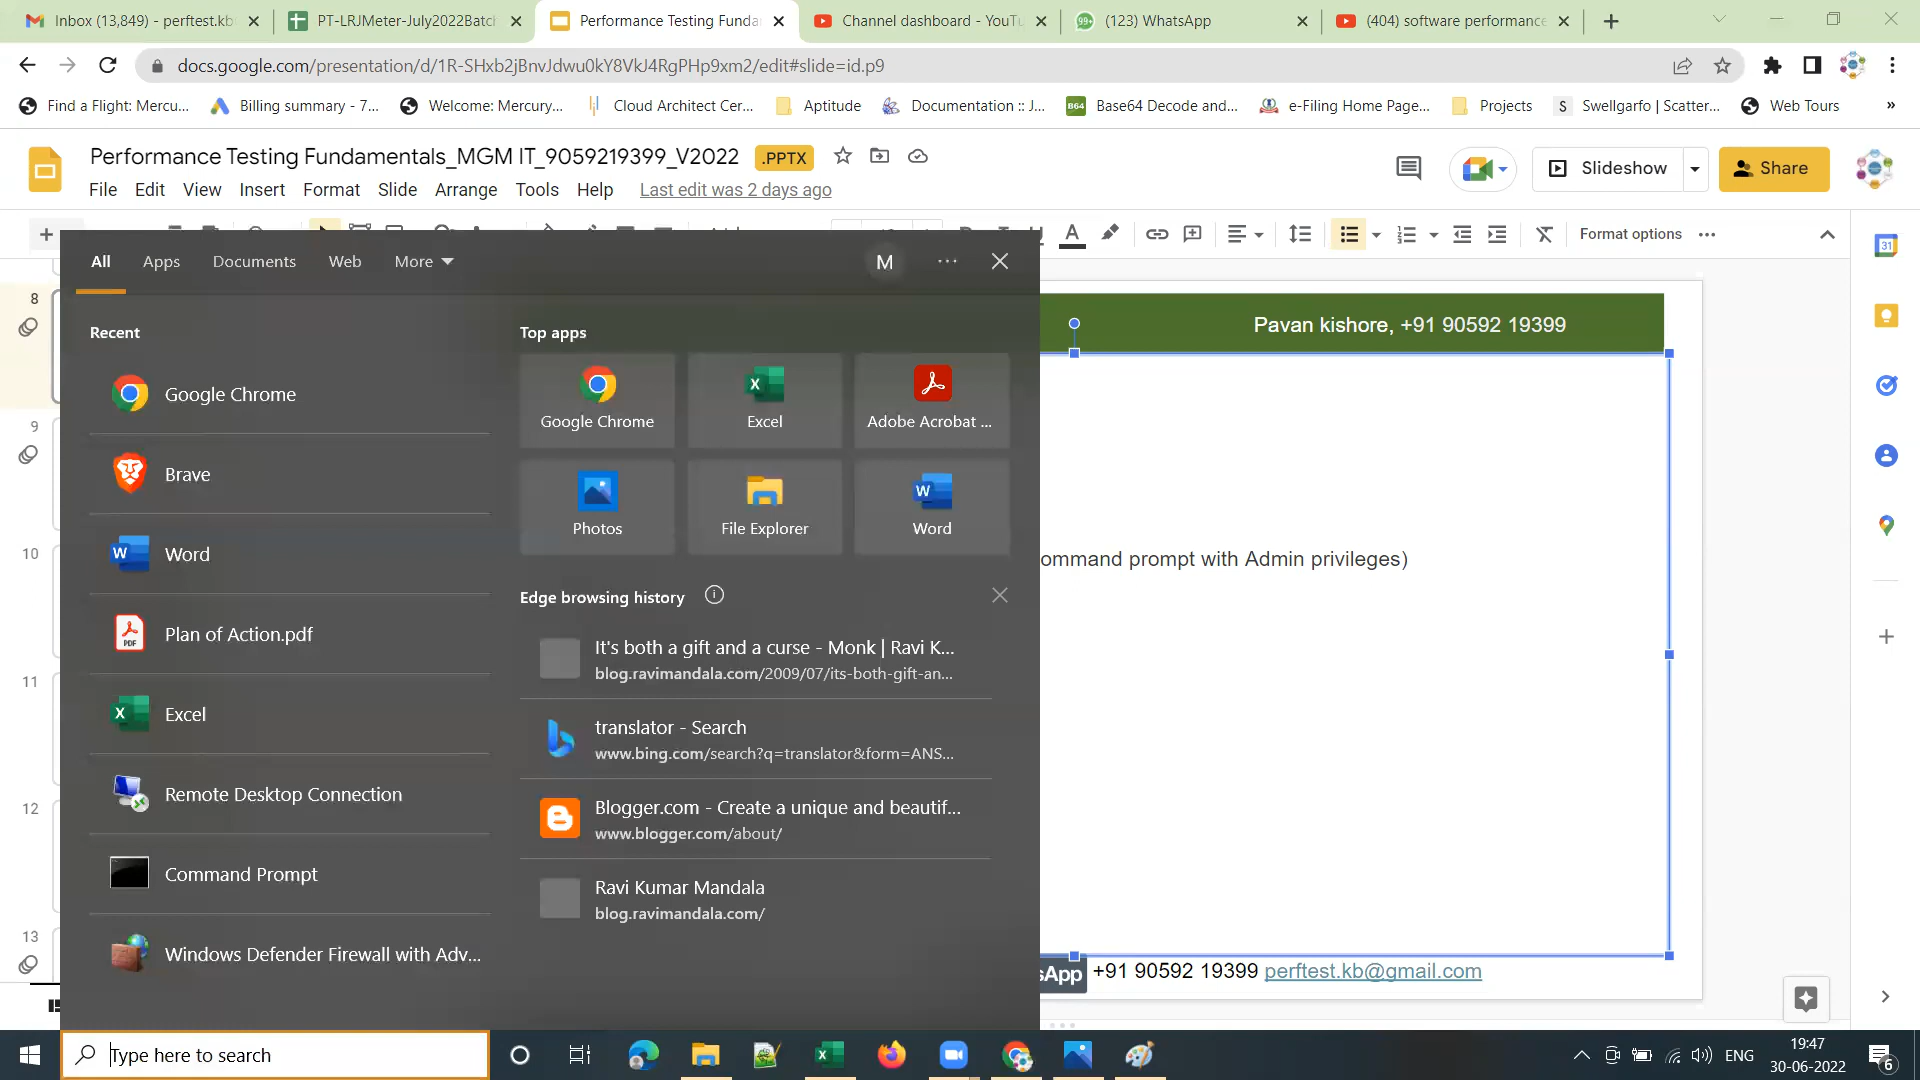 Inbox (13,849) - perftest.kb
PT-LRJMeter-July2022Batch
Performance Testing Funda
Channel dashboard - YouTu
(123) WhatsApp
(404) software performance
docs.google.com/presentation/d/1R-SHxb2jBnvJdwu0kY8VkJ4RgPHp9xm2/edit#slide=id.p9
Find a Flight: Mercu...
Billing summary - 7...
Welcome: Mercury...
Cloud Architect Cer...
Aptitude
Documentation :: J...
B64
Base64 Decode and...
e-Filing Home Page...
Projects
S
Swellgarfo | Scatter...
Web Tours
»
Performance Testing Fundamentals_MGM IT_9059219399_V2022
.PPTX
Slideshow
Share
File Edit View Insert Format Slide Arrange Tools Help
Last edit was 2 days ago
Format options
All
Apps
Documents
Web
More
M
8
9
10
11
12
13
Recent
Google Chrome
Brave
Word
Plan of Action.pdf
Excel
Remote Desktop Connection
Command Prompt
Windows Defender Firewall with Adv...
Top apps
Google Chrome
Excel
Adobe Acrobat ...
Photos
File Explorer
Word
Edge browsing history
It's both a gift and a curse - Monk | Ravi K...
blog.ravimandala.com/2009/07/its-both-gift-an...
translator - Search
www.bing.com/search?q=translator&form=ANS...
Blogger.com - Create a unique and beautif...
www.blogger.com/about/
Ravi Kumar Mandala
blog.ravimandala.com/
Pavan kishore, +91 90592 19399
ommand prompt with Admin privileges)
sApp +91 90592 19399 perftest.kb@gmail.com
31
Type here to search
ENG
19:47
30-06-2022
6